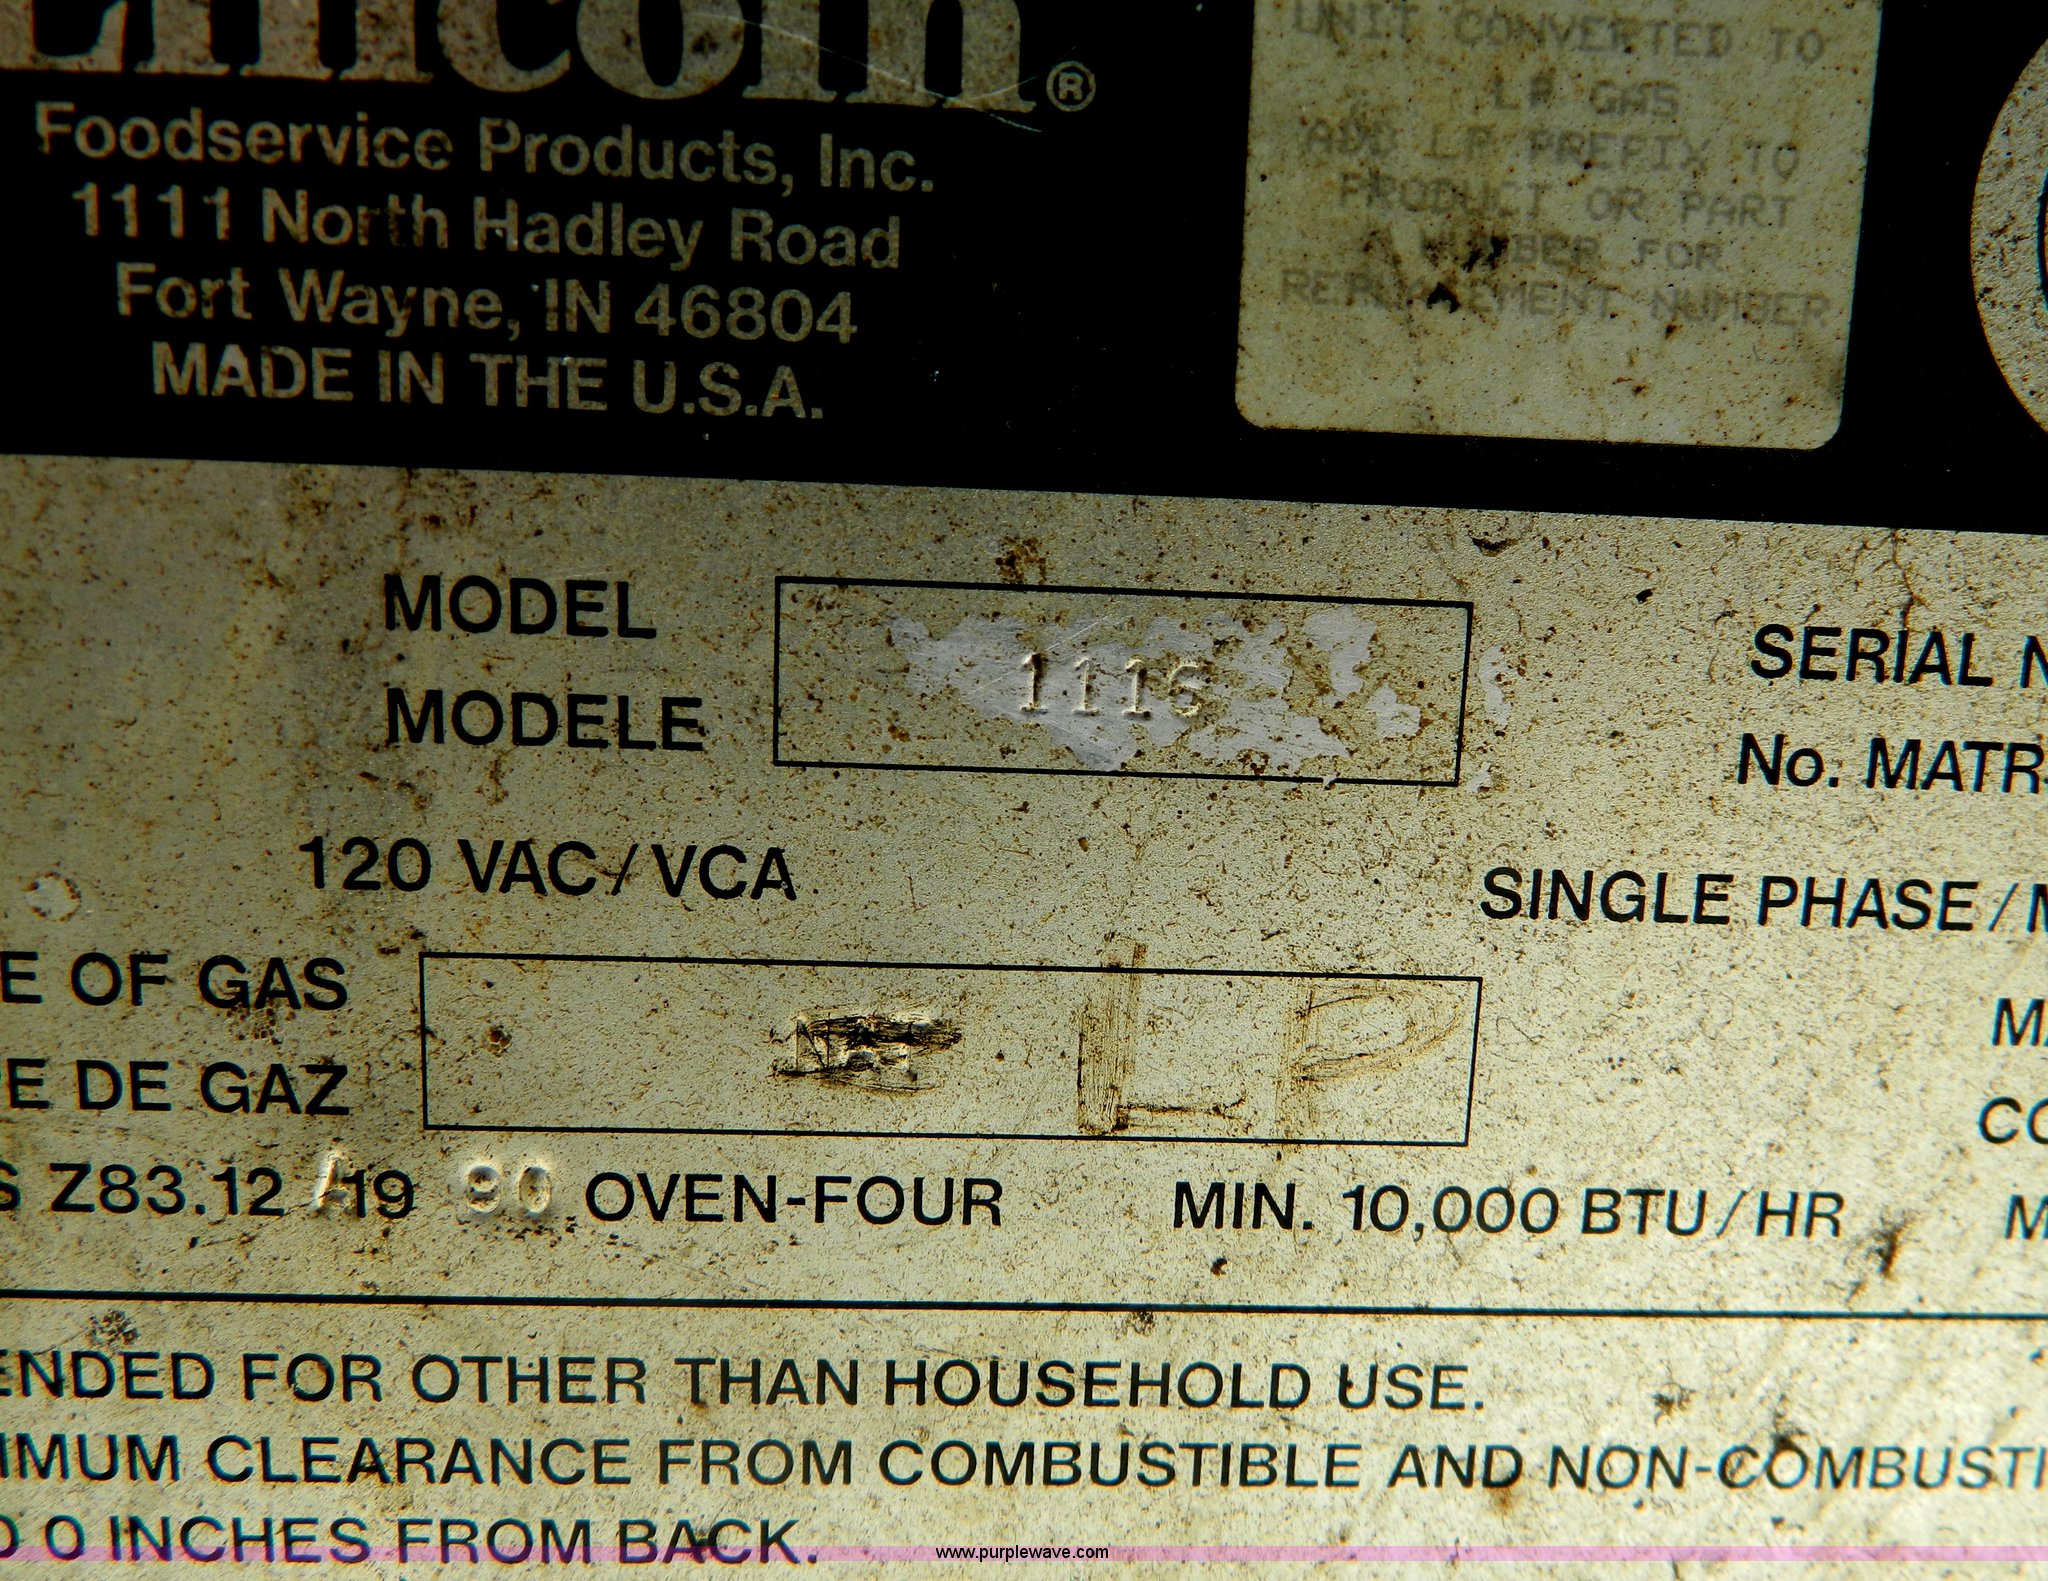 Lincoln®
Foodservice Products, Inc.
1111 North Hadley Road
Fort Wayne, IN 46804
MADE IN THE U.S.A.
UNIT CONVERTED TO
LP GAS
ADD LP PREFIX TO
PRODUCT OR PART
NUMBER FOR
REPLACEMENT NUMBER
MODEL
MODELE
1116
SERIAL N
No. MATR.
120 VAC/VCA
SINGLE PHASE/M
E OF GAS
PE DE GAZ
LP
MA
CO
S Z83.12 A 19 90 OVEN-FOUR
MIN. 10,000 BTU/HR
M
ENDED FOR OTHER THAN HOUSEHOLD USE.
IMUM CLEARANCE FROM COMBUSTIBLE AND NON-COMBUSTI
D 0 INCHES FROM BACK.
www.purplewave.com